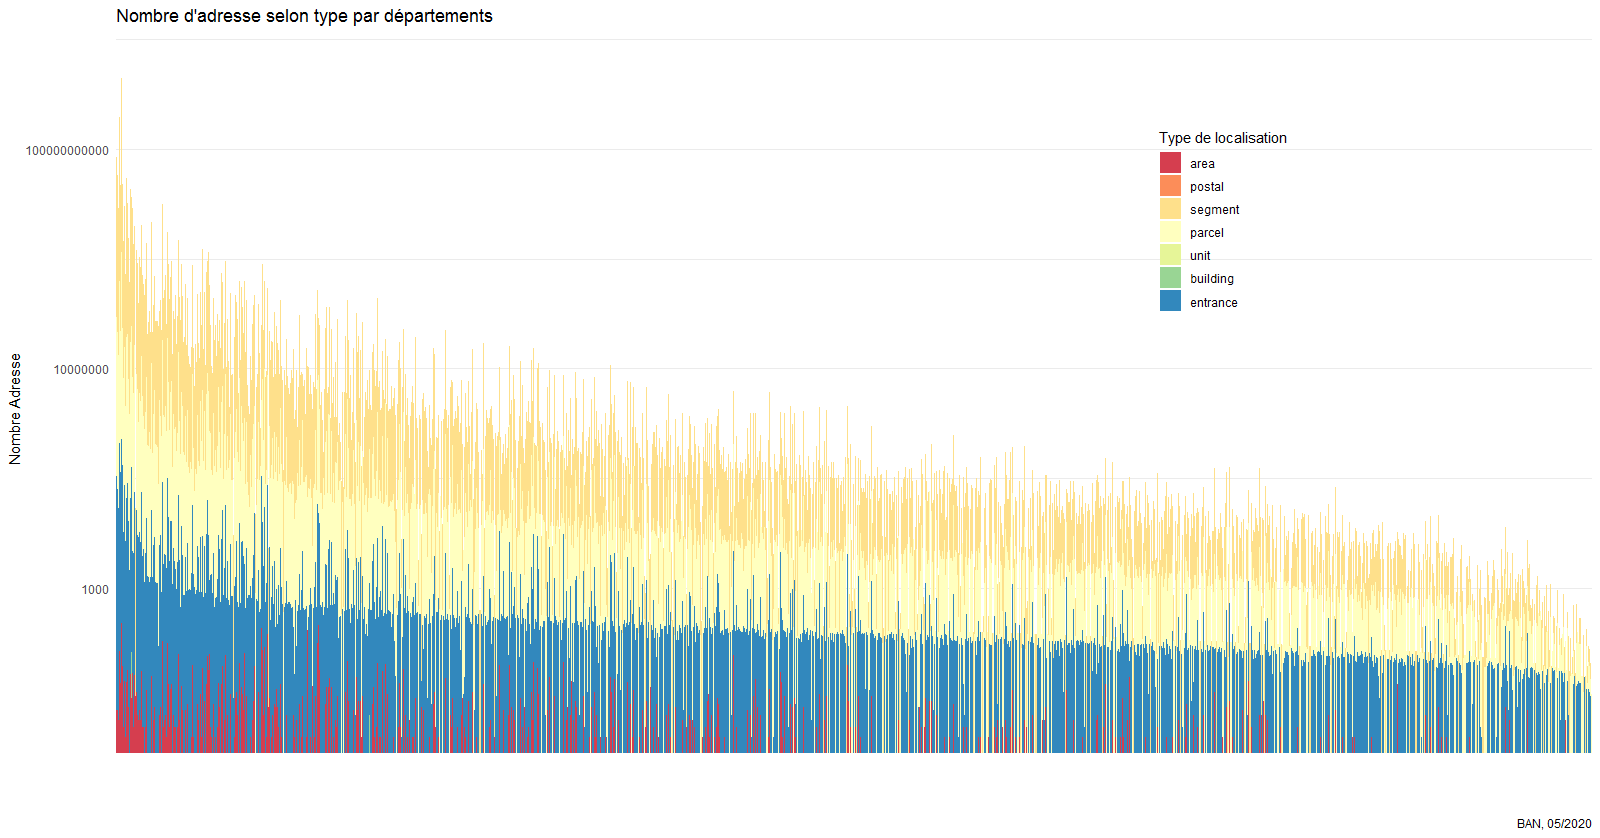 Nombre d'adresse selon type par départements
100000000000
10000000
1000
Nombre Adresse
Type de localisation
area
postal
segment
parcel
unit
building
entrance
BAN, 05/2020